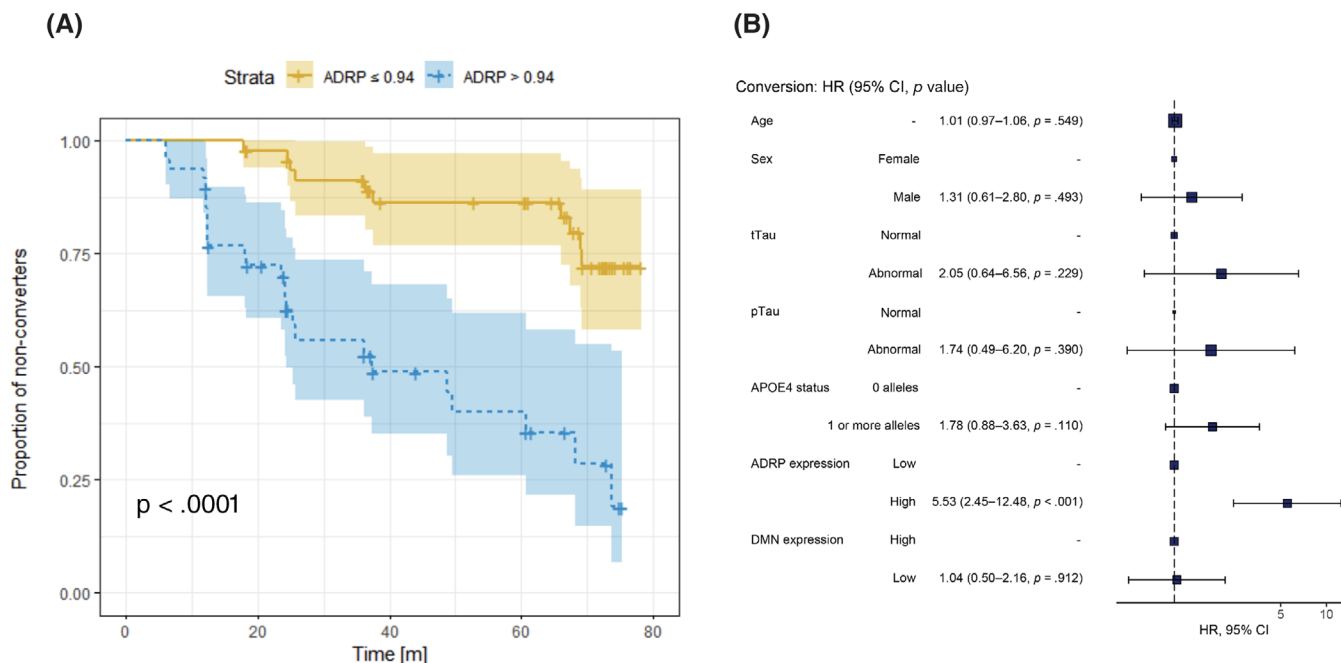 (A)
Strata ADRP ≤ 0.94 ADRP > 0.94
Proportion of non-converters
1.00
0.75
0.50
0.25
0.00
p < .0001
0 20 40 60 80
Time [m]
(B)
Conversion: HR (95% CI, p value)
Age - 1.01 (0.97–1.06, p = .549)
Sex Female -
Male 1.31 (0.61–2.80, p = .493)
tTau Normal -
Abnormal 2.05 (0.64–6.56, p = .229)
pTau Normal -
Abnormal 1.74 (0.49–6.20, p = .390)
APOE4 status 0 alleles -
1 or more alleles 1.78 (0.88–3.63, p = .110)
ADRP expression Low -
High 5.53 (2.45–12.48, p <.001)
DMN expression High -
Low 1.04 (0.50–2.16, p = .912)
5 10
HR, 95% CI